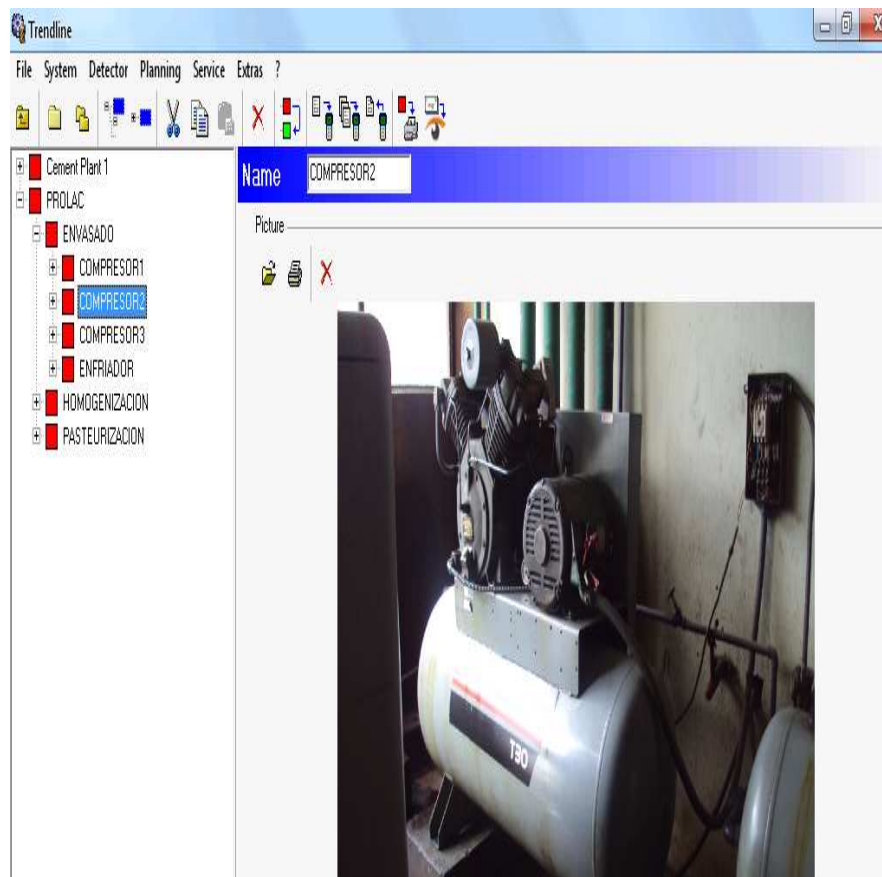 Trendline
File System Detector Planning Service Extras ?
Cement Plant 1
PROLAC
ENVASADO
COMPRESOR1
COMPRESOR2
COMPRESOR3
ENFRIADOR
HOMOGENIZACION
PASTEURIZACION
Name COMPRESOR2
Picture
T30